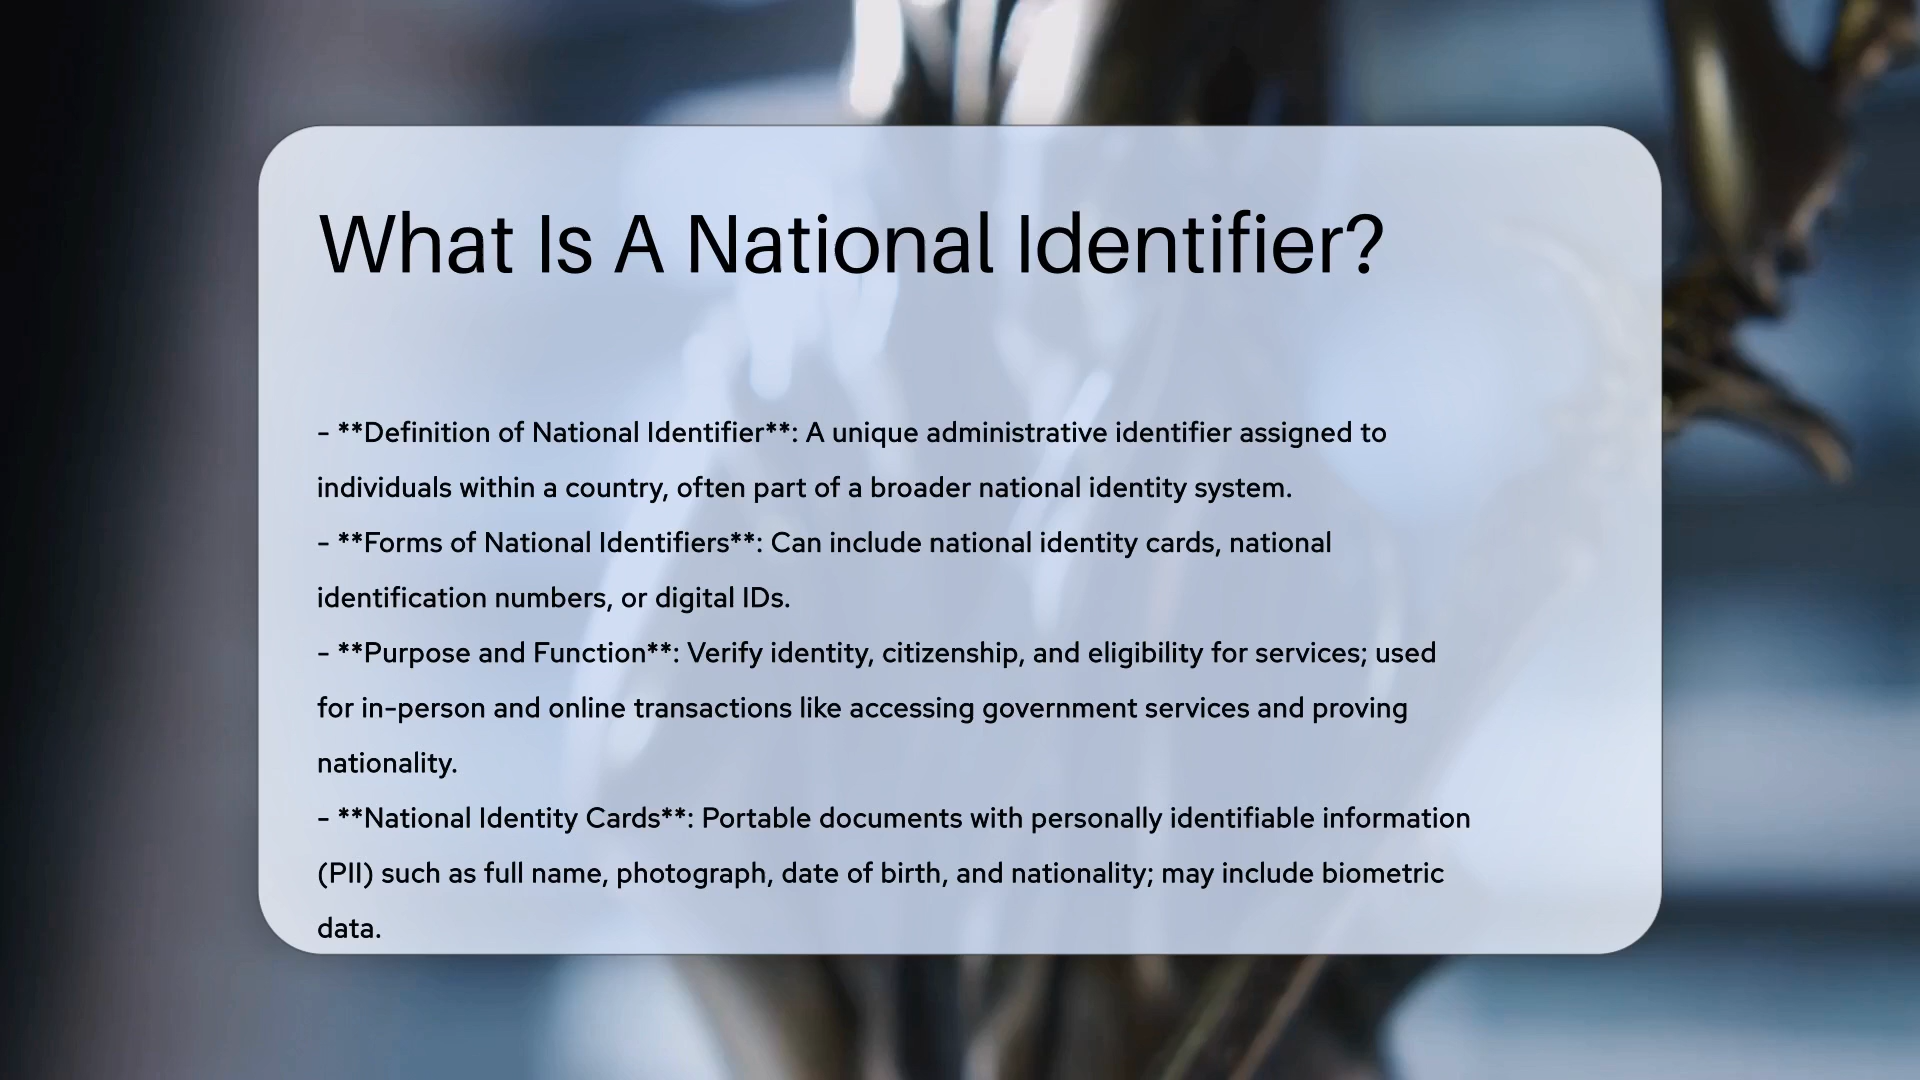 What Is A National Identifier?
- **Definition of National Identifier**: A unique administrative identifier assigned to
individuals within a country, often part of a broader national identity system.
- **Forms of National Identifiers**: Can include national identity cards, national
identification numbers, or digital IDs.
- **Purpose and Function**: Verify identity, citizenship, and eligibility for services; used
for in-person and online transactions like accessing government services and proving
nationality.
- **National Identity Cards**: Portable documents with personally identifiable information
(PII) such as full name, photograph, date of birth, and nationality; may include biometric
data.